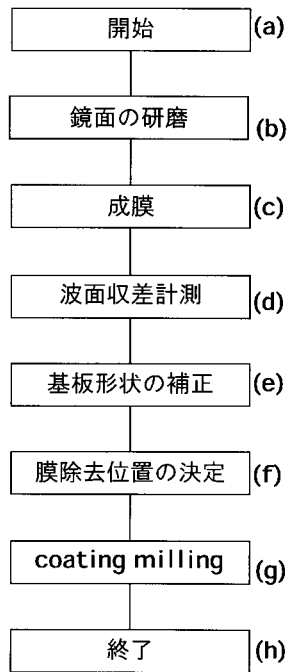 開始 (a)
鏡面の研磨 (b)
成膜 (c)
波面収差計測 (d)
基板形状の補正 (e)
膜除去位置の決定 (f)
coating milling (g)
終了 (h)